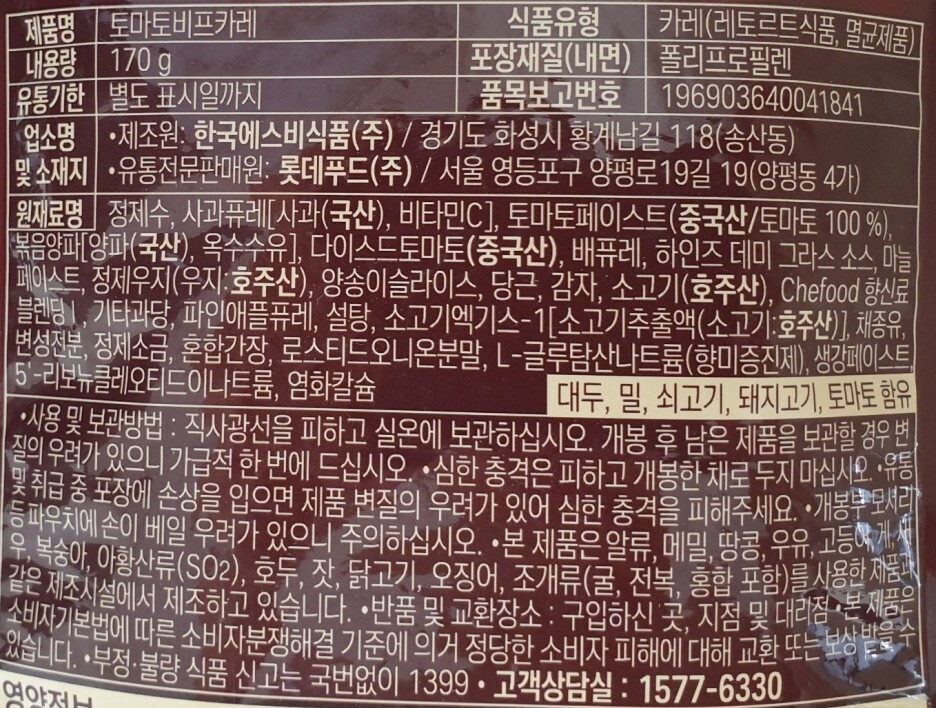 제품명 토마토비프카레 식품유형 카레(레토르트식품, 멸균제품)
내용량 170 g 포장재질(내면) 폴리프로필렌
유통기한 별도 표시일까지 품목보고번호 196903640041841
업소명 및 소재지 •제조원: 한국에스비식품(주) / 경기도 화성시 황계남길 118(송산동)
•유통전문판매원: 롯데푸드(주) / 서울 영등포구 양평로19길 19(양평동 4가)
원재료명 정제수, 사과퓨레[사과(국산), 비타민C], 토마토페이스트(중국산/토마토 100 %),
볶음양파[양파(국산), 옥수수유], 다이스드토마토(중국산), 배퓨레, 하인즈 데미 그라스 소스, 마늘
페이스트, 정제우지(우지:호주산), 양송이슬라이스, 당근, 감자, 소고기(호주산), Chefood 향신료
블렌딩1, 기타과당, 파인애플퓨레, 설탕, 소고기엑기스-1[소고기추출액(소고기:호주산)], 채종유,
변성전분, 정제소금, 혼합간장, 로스티드오니온분말, L-글루탐산나트륨(향미증진제), 생강페이스트,
5'-리보뉴클레오티드이나트륨, 염화칼슘 대두, 밀, 쇠고기, 돼지고기, 토마토 함유
•사용 및 보관방법 : 직사광선을 피하고 실온에 보관하십시오. 개봉 후 남은 제품을 보관할 경우 변
질의 우려가 있으니 가급적 한 번에 드십시오. •심한 충격은 피하고 개봉한 채로 두지 마십시오. •유통
및 취급 중 포장에 손상을 입으면 제품 변질의 우려가 있어 심한 충격을 피해주세요. •개봉된 모서리
등 파우치에 손이 베일 우려가 있으니 주의하십시오. •본 제품은 알류, 메밀, 땅콩, 우유, 고등어, 게, 새
우, 복숭아, 아황산류(SO2), 호두, 잣, 닭고기, 오징어, 조개류(굴, 전복, 홍합 포함)를 사용한 제품과
같은 제조시설에서 제조하고 있습니다. •반품 및 교환장소 : 구입하신 곳, 지점 및 대리점 •본 제품은
소비자기본법에 따른 소비자분쟁해결 기준에 의거 정당한 소비자 피해에 대해 교환 또는 보상 받을 수
있습니다. •부정·불량 식품 신고는 국번없이 1399 • 고객상담실 : 1577-6330
영양정보